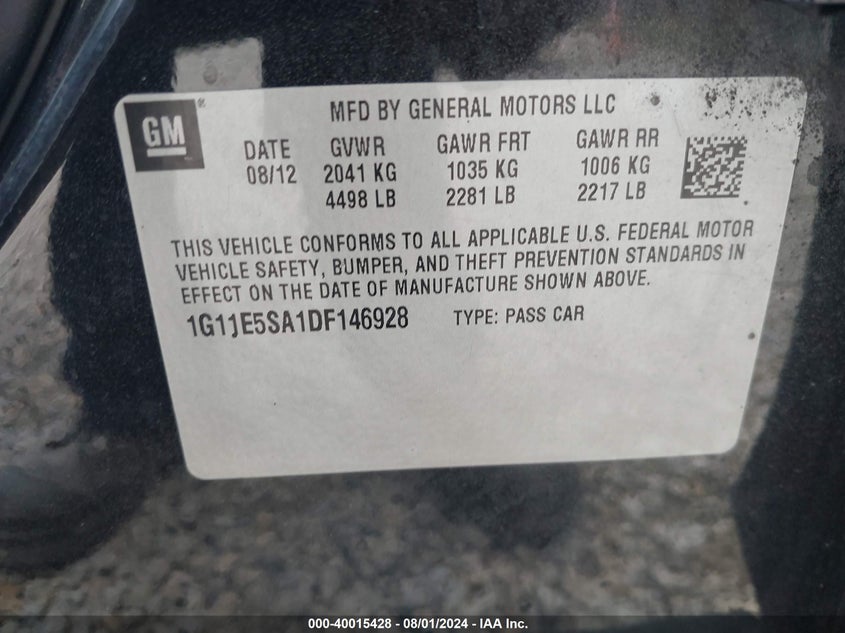 GM
MFD BY GENERAL MOTORS LLC
DATE GVWR GAWR FRT GAWR RR
08/12 2041 KG 1035 KG 1006 KG
4498 LB 2281 LB 2217 LB
THIS VEHICLE CONFORMS TO ALL APPLICABLE U.S. FEDERAL MOTOR
VEHICLE SAFETY, BUMPER, AND THEFT PREVENTION STANDARDS IN
EFFECT ON THE DATE OF MANUFACTURE SHOWN ABOVE.
1G1JE5SA1DF146928 TYPE: PASS CAR
000-40015428 - 08/01/2024 - IAA Inc.